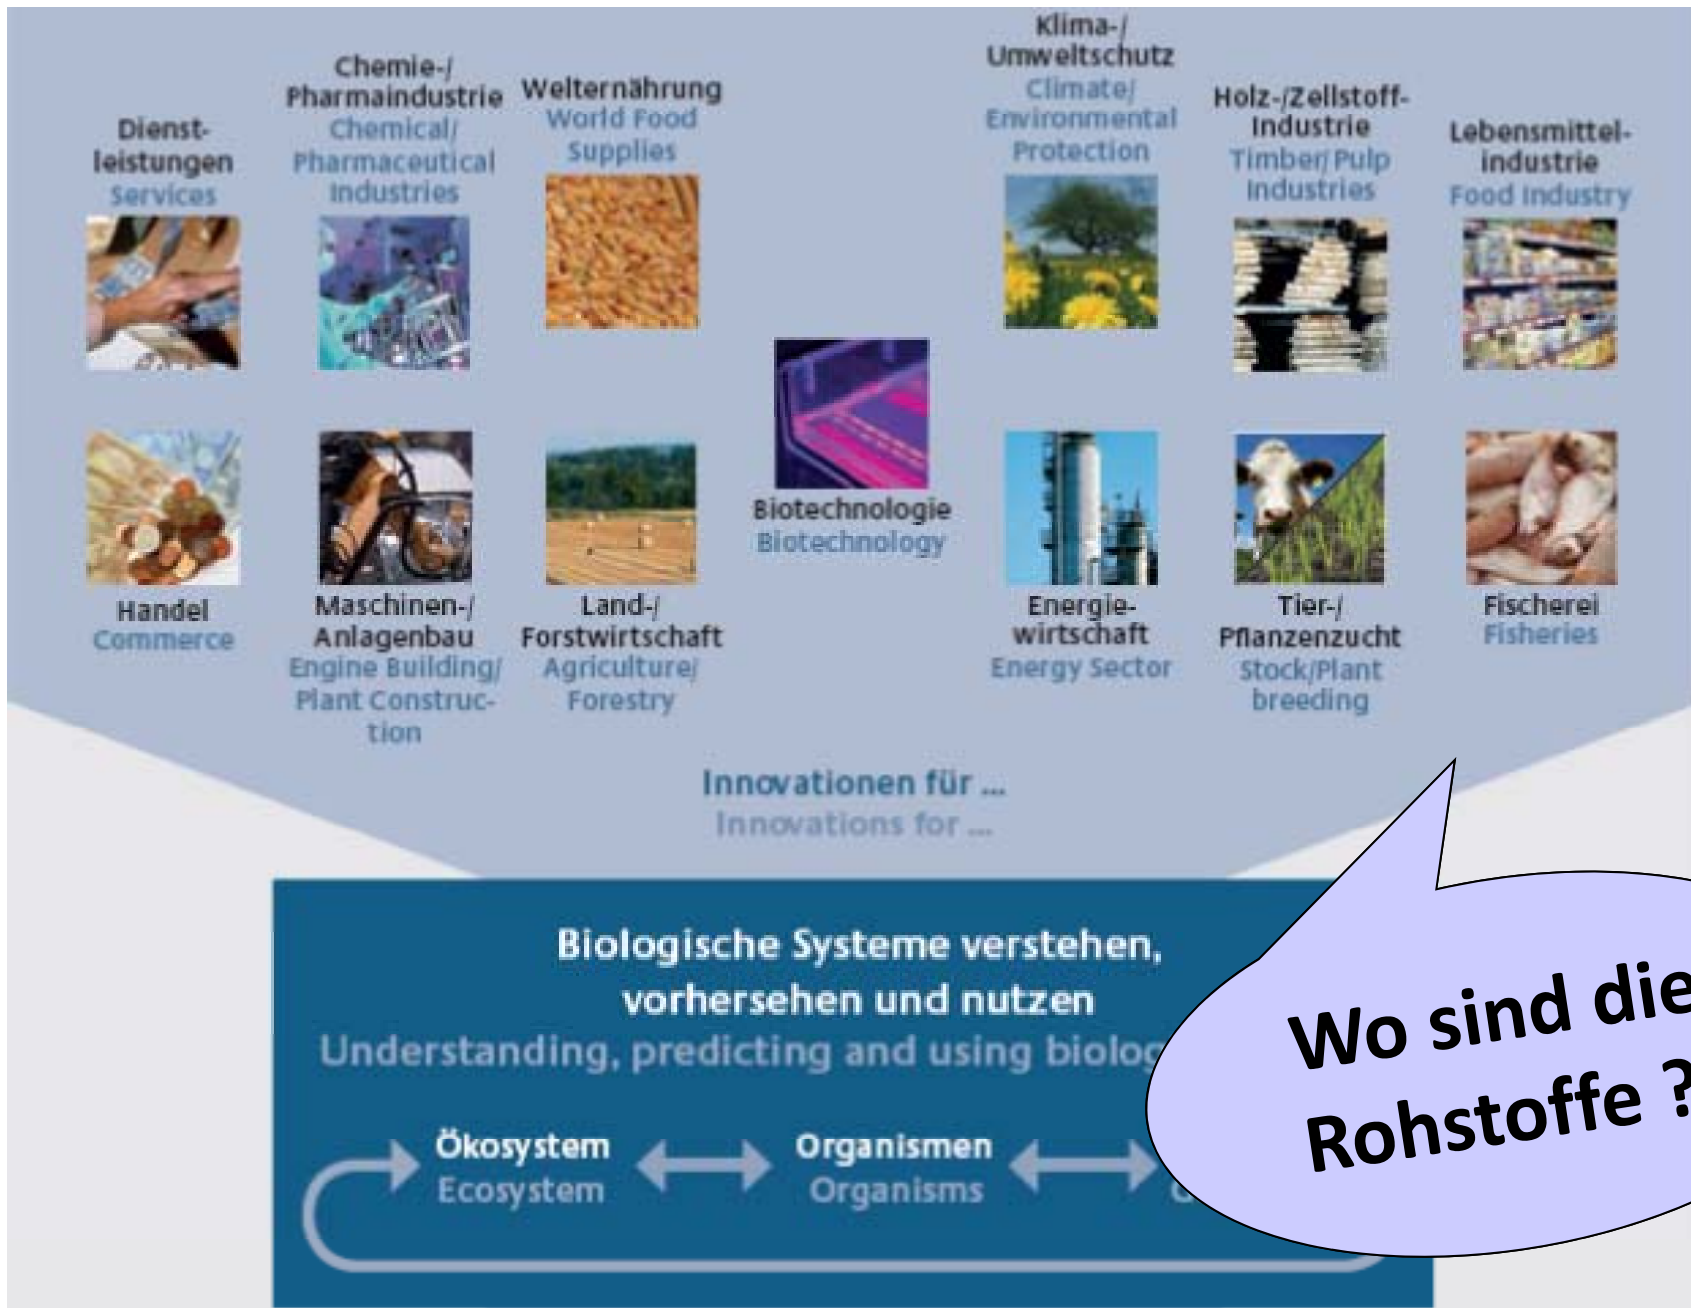 Dienst-
leistungen
Services
Chemie-/
Pharmaindustrie
Chemical/
Pharmaceutical
Industries
Welternährung
World Food
Supplies
Klima-/
Umweltschutz
Climate/
Environmental
Protection
Holz-/Zellstoff-
Industrie
Timber/Pulp
Industries
Lebensmittel-
industrie
Food Industry
Handel
Commerce
Maschinen-/
Anlagenbau
Engine Building/
Plant Construc-
tion
Land-/
Forstwirtschaft
Agriculture/
Forestry
Biotechnologie
Biotechnology
Energie-
wirtschaft
Energy Sector
Tier-/
Pflanzenzucht
Stock/Plant
breeding
Fischerei
Fisheries
Innovationen für ...
Innovations for ...
Biologische Systeme verstehen,
vorhersehen und nutzen
Understanding, predicting and using biolog
Ökosystem
Ecosystem
Organismen
Organisms
Wo sind die
Rohstoffe ?